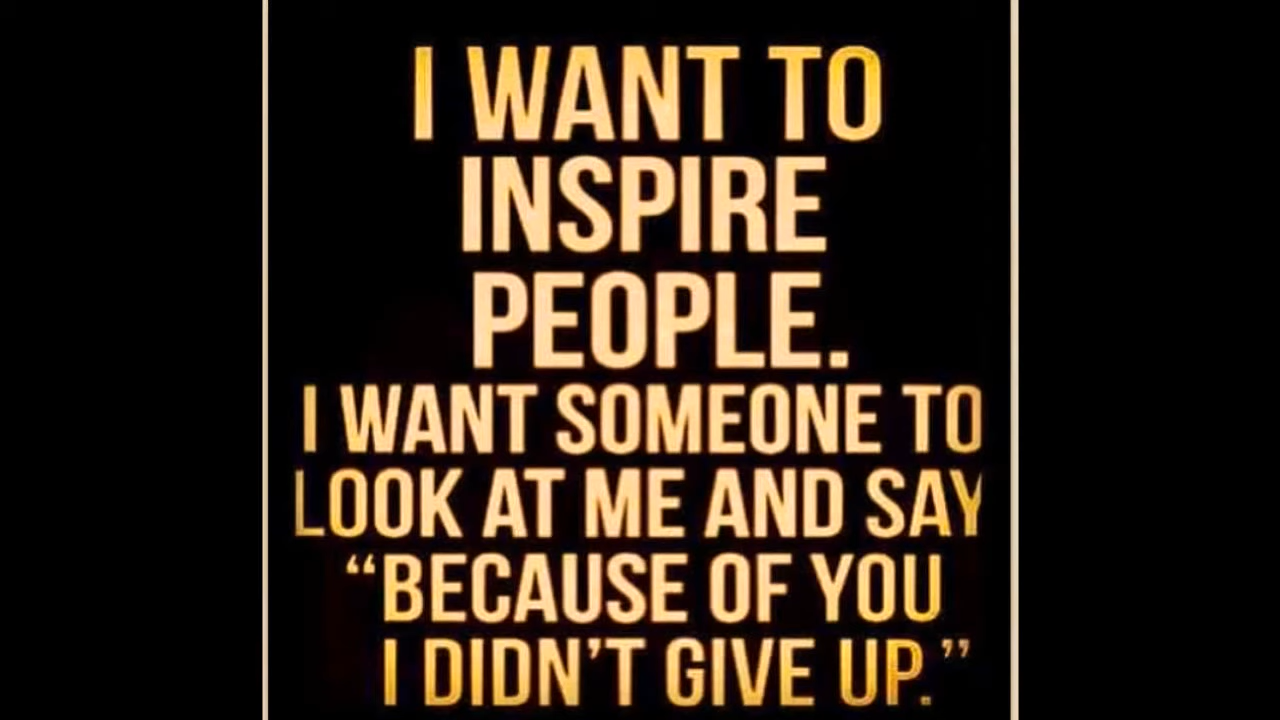 I WANT TO
INSPIRE
PEOPLE.
I WANT SOMEONE TO
LOOK AT ME AND SAY
“BECAUSE OF YOU
I DIDN’T GIVE UP.”